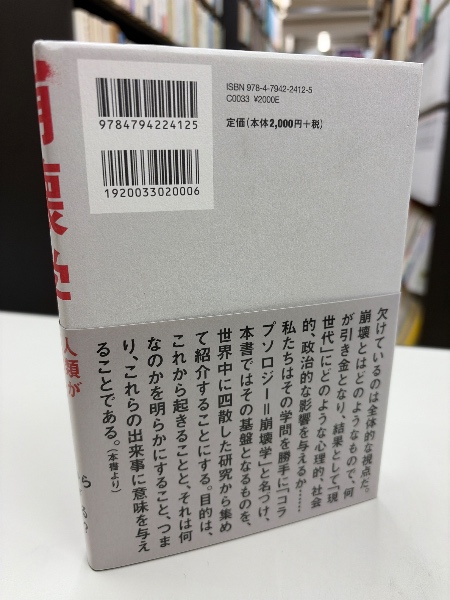 ISBN 978-4-7942-2412-5
C0033 ¥2000E
定価(本体2,000円+税)
9784794224125
1920033020006
崩壊学
人類が
欠けているのは全体的な視点だ。
崩壊とはどのようなもので、何
が引き金となり、結果として「現
世代」にどのような心理的、社会
的、政治的な影響を与えるか……
私たちはその学問を勝手に「コラ
プソロジー=崩壊学」と名づけ、
本書ではその基盤となるものを、
世界中に四散した研究から集め
て紹介することにする。目的は、
これから起きることと、それは何
なのかを明らかにすること、つま
り、これらの出来事に意味を与え
ることである。(本書より)